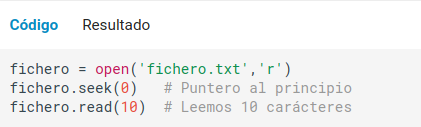 Código Resultado
fichero = open('fichero.txt','r')
fichero.seek(0)   # Puntero al principio
fichero.read(10)  # Leemos 10 carácteres